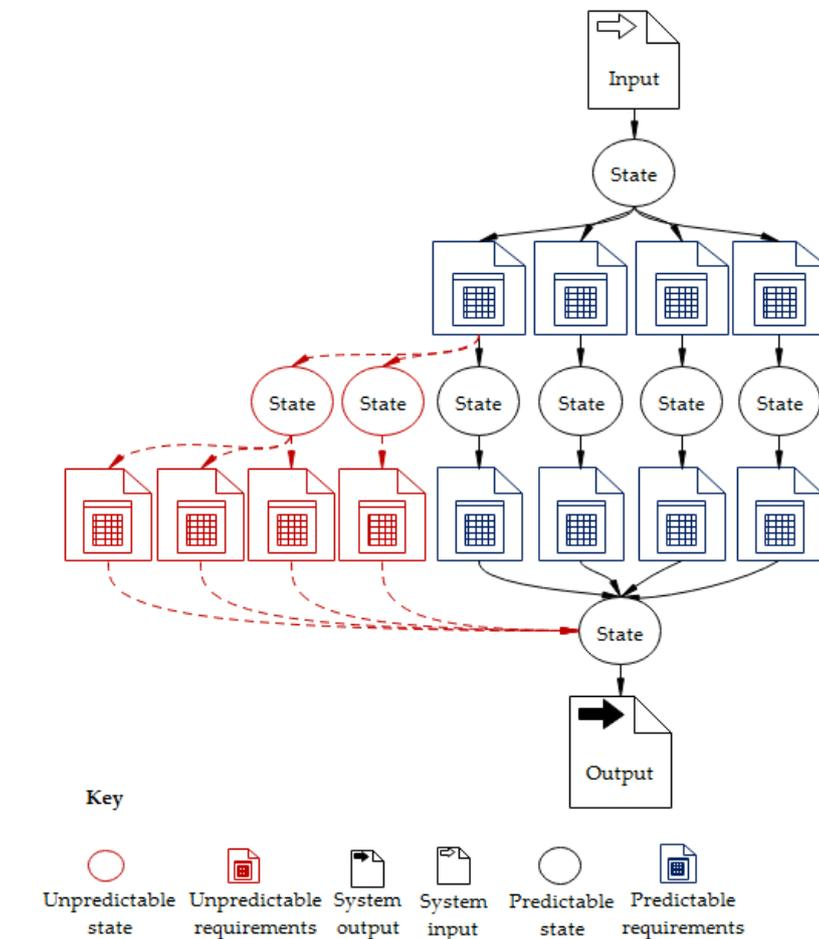 Input
State
State
State
State
State
State
State
State
Output
Key
Unpredictable
state
Unpredictable
requirements
System
output
System
input
Predictable
state
Predictable
requirements